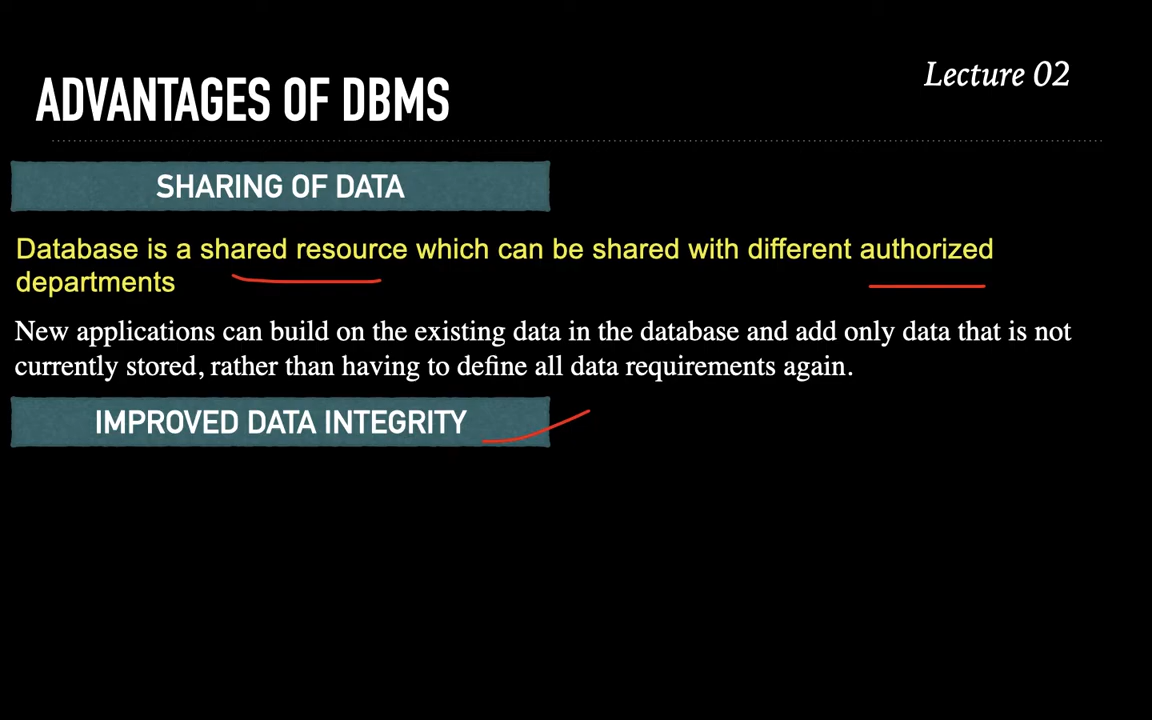 Lecture 02
ADVANTAGES OF DBMS
SHARING OF DATA
Database is a shared resource which can be shared with different authorized
departments
New applications can build on the existing data in the database and add only data that is not
currently stored, rather than having to define all data requirements again.
IMPROVED DATA INTEGRITY